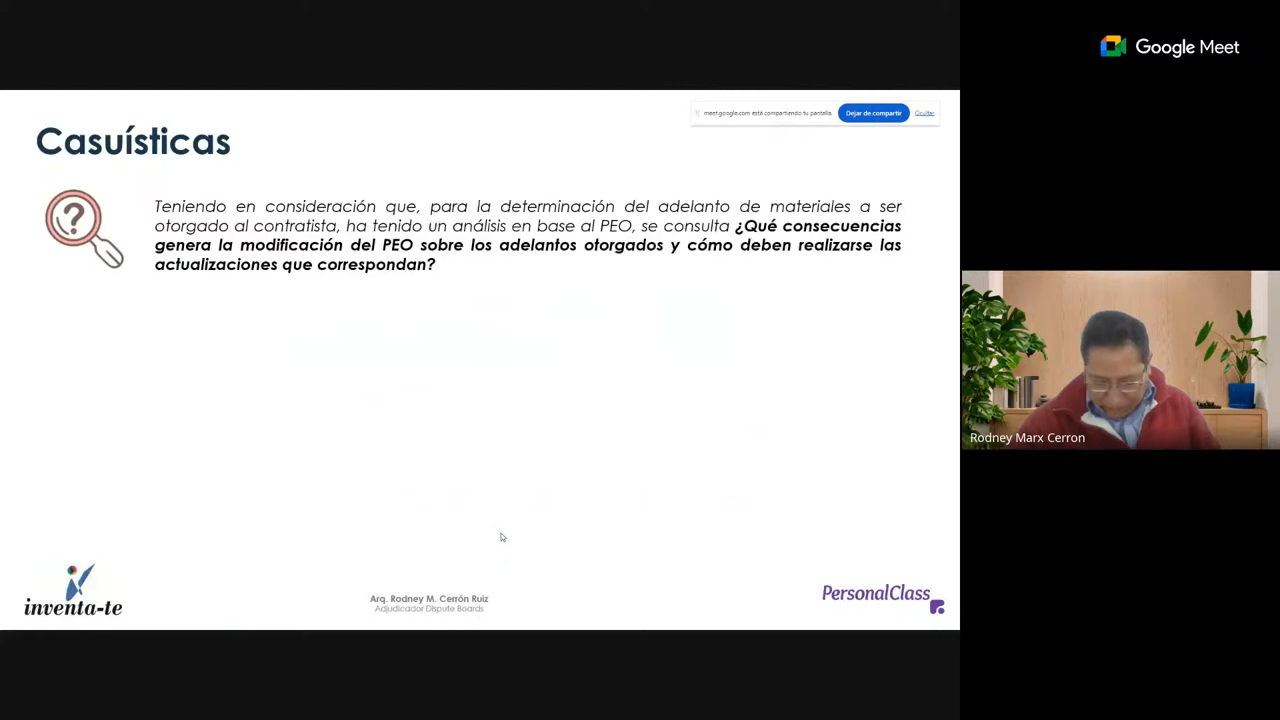 Google Meet
meet.google.com está compartiendo tu pantalla.
Dejar de compartir
Ocultar
Casuísticas
Teniendo en consideración que, para la determinación del adelanto de materiales a ser
otorgado al contratista, ha tenido un análisis en base al PEO, se consulta ¿Qué consecuencias
genera la modificación del PEO sobre los adelantos otorgados y cómo deben realizarse las
actualizaciones que correspondan?
Rodney Marx Cerron
inventa-te
Arq. Rodney M. Cerrón Ruiz
Adjudicador Dispute Boards
PersonalClass